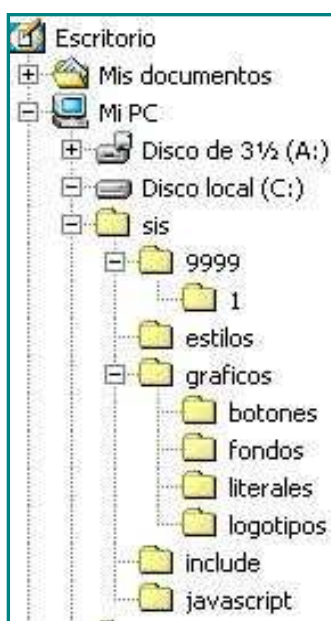 Escritorio
Mis documentos
Mi PC
Disco de 3½ (A:)
Disco local (C:)
sis
9999
1
estilos
graficos
botones
fondos
literales
logotipos
include
javascript